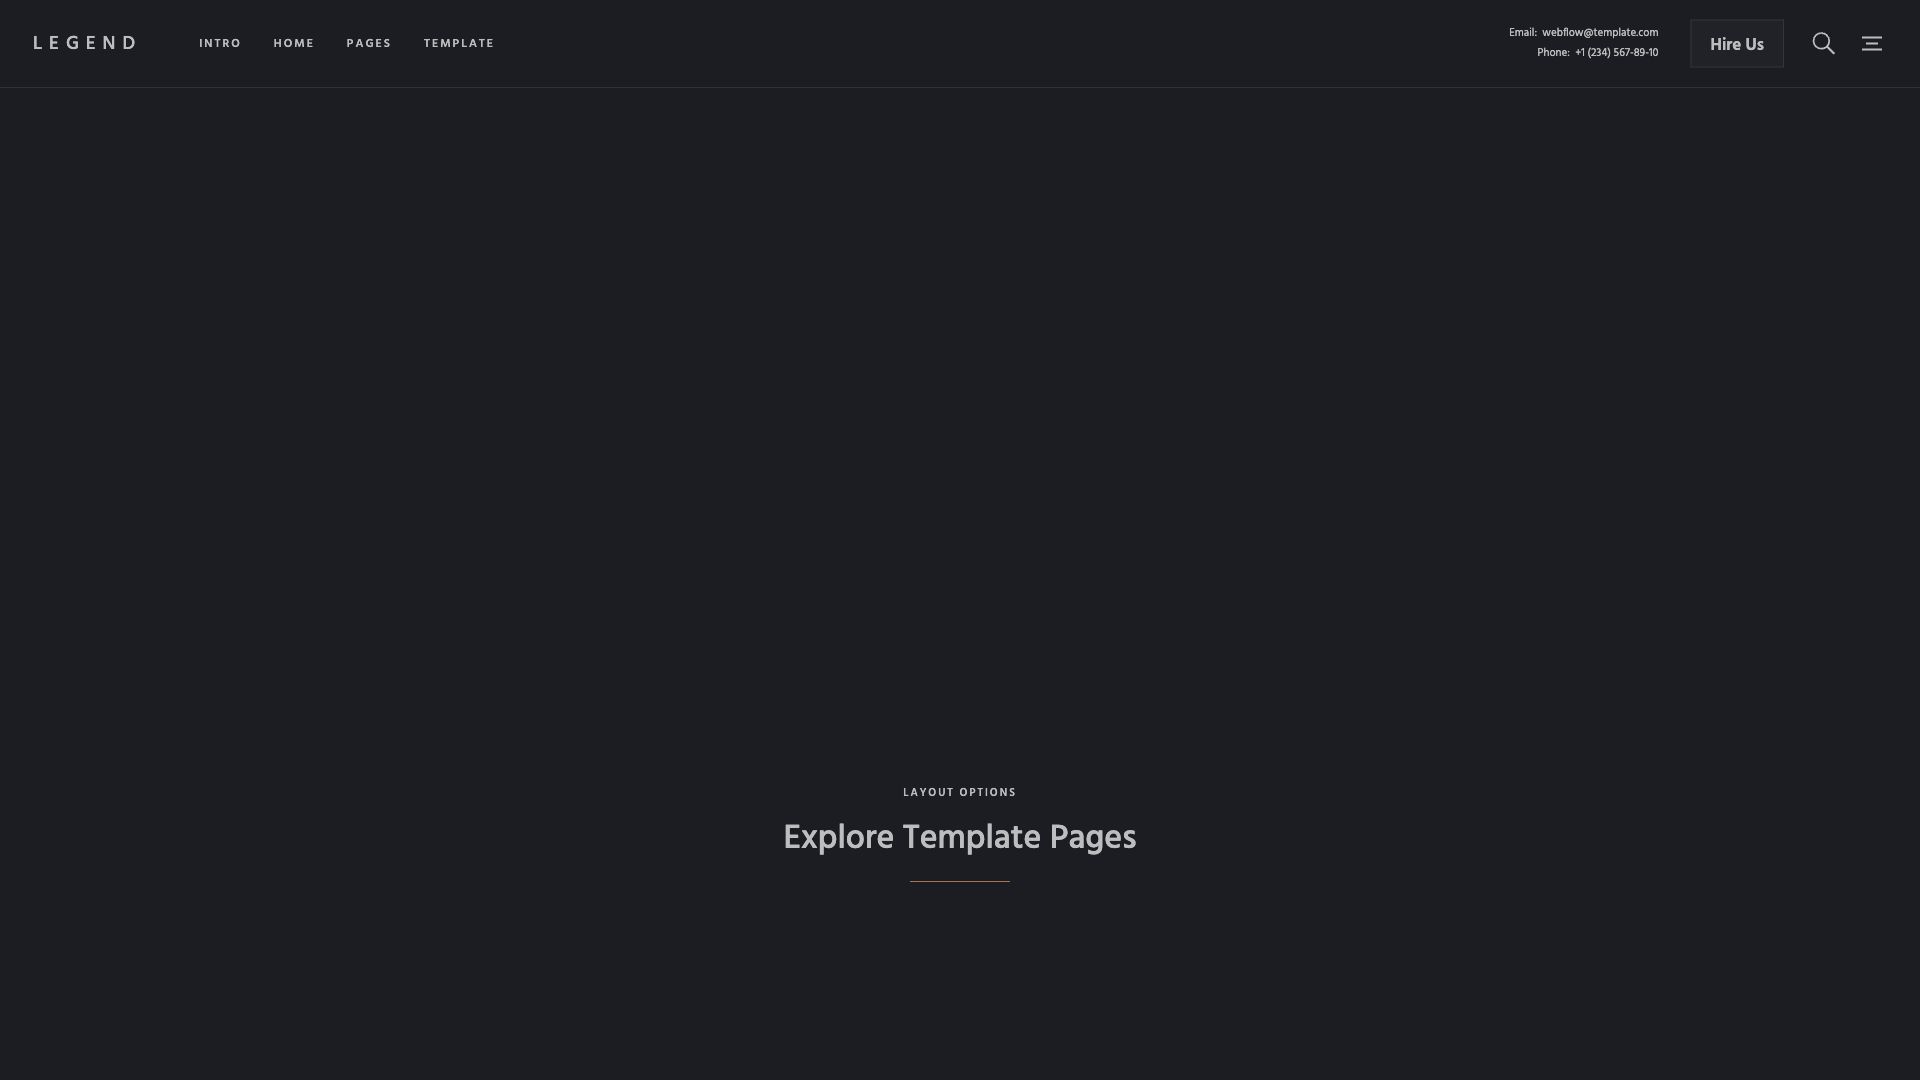 LEGEND
INTRO HOME PAGES TEMPLATE
Email: webflow@template.com
Phone: +1 (234) 567-89-10
Hire Us
LAYOUT OPTIONS
Explore Template Pages